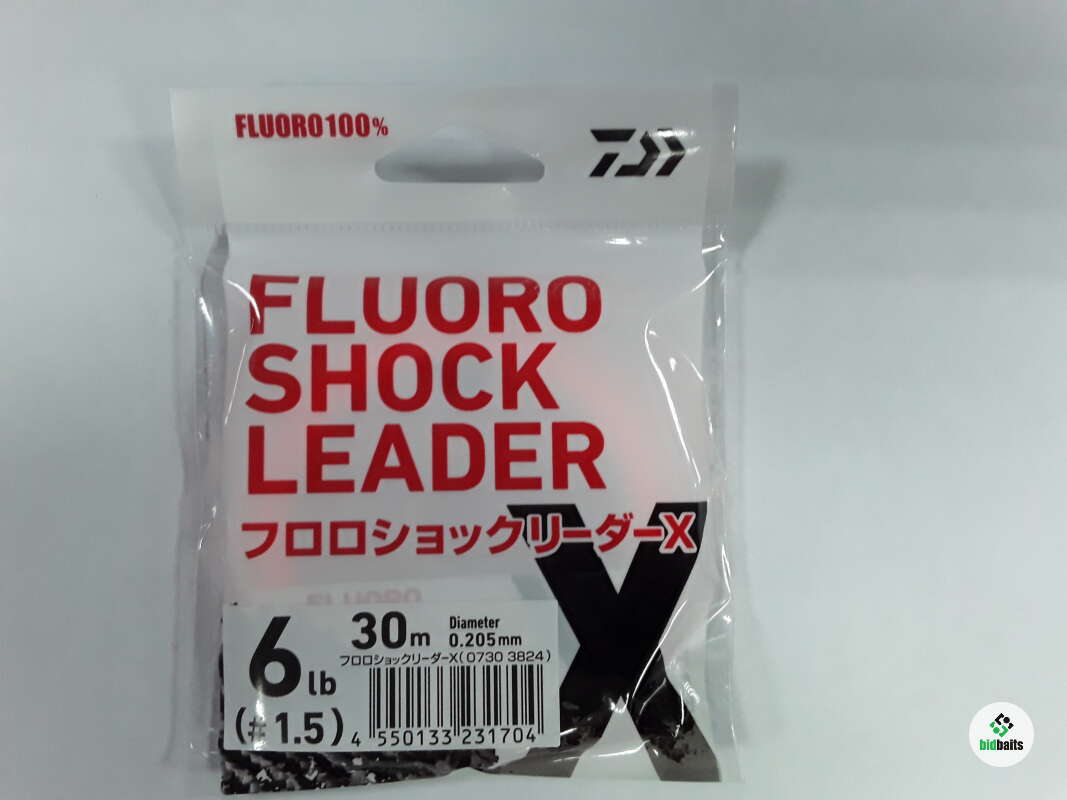 FLUORO100%
FLUORO
SHOCK
LEADER
フロロショックリーダーX
X
FLUORO
6lb
(#1.5)
30m
Diameter
0.205mm
フロロショックリーダーX(0730 3824)
4 550133 231704
bidbaits